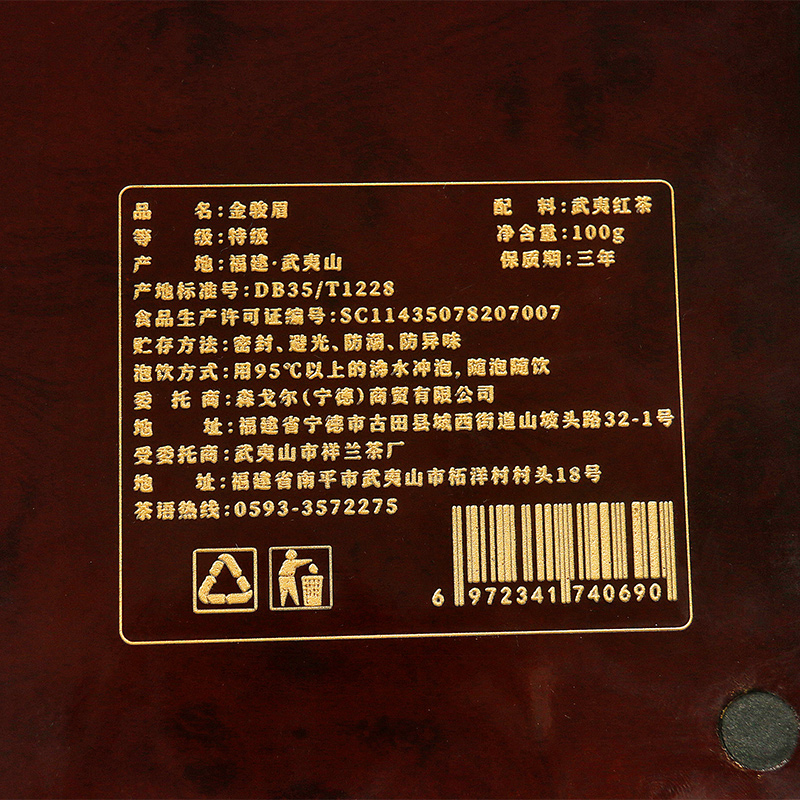 品 名:金骏眉 配 料:武夷红茶
等 级:特级 净含量:100g
产 地:福建·武夷山 保质期:三年
产地标准号:DB35/T1228
食品生产许可证编号:SC11435078207007
贮存方法:密封、避光、防潮、防异味
泡饮方式:用95℃以上的沸水冲泡,随泡随饮
委 托 商:森戈尔(宁德)商贸有限公司
地 址:福建省宁德市古田县城西街道山坡头路32-1号
受委托商:武夷山市祥兰茶厂
地 址:福建省南平市武夷山市柘洋村村头18号
茶语热线:0593-3572275
6 972341 740690